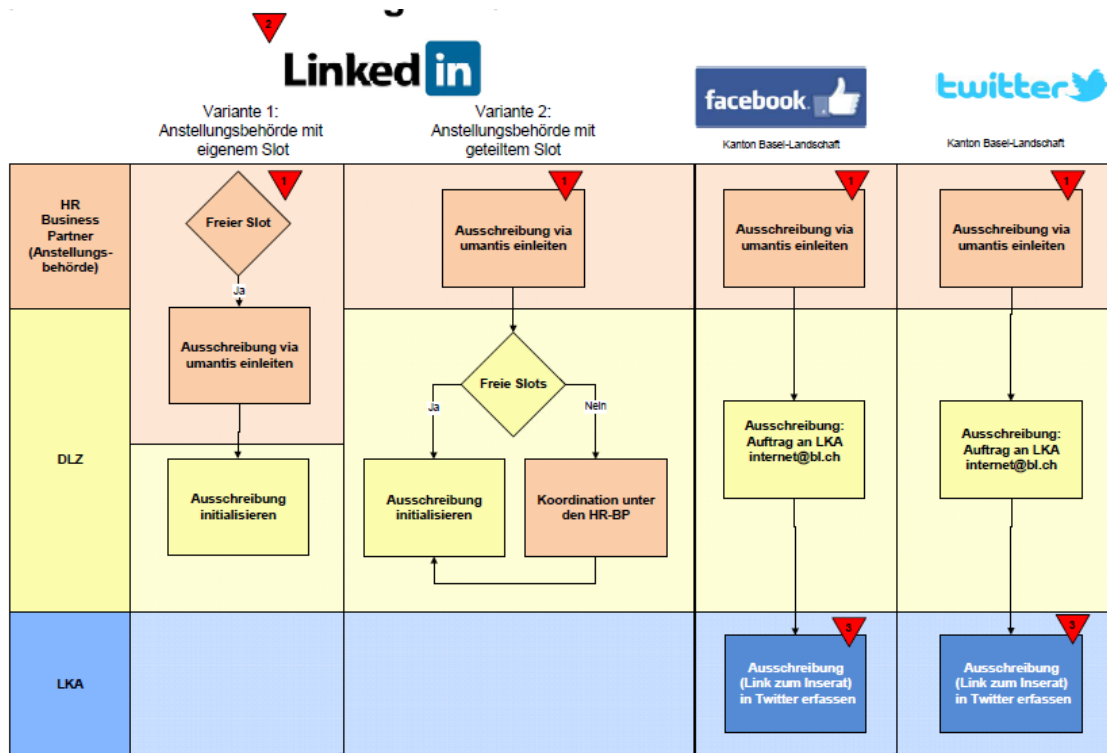 2
Linked in
facebook.
twitter
Variante 1:
Anstellungsbehörde mit
eigenem Slot
Variante 2:
Anstellungsbehörde mit
geteiltem Slot
Kanton Basel-Landschaft
Kanton Basel-Landschaft
HR
Business
Partner
(Anstellungs-
behörde)
1
Freier Slot
Ja
Ausschreibung via
umantis einleiten
1
Ausschreibung via
umantis einleiten
1
Ausschreibung via
umantis einleiten
1
Ausschreibung via
umantis einleiten
DLZ
Ausschreibung
initialisieren
Freie Slots
Ja
Nein
Ausschreibung
initialisieren
Koordination unter
den HR-BP
Ausschreibung:
Auftrag an LKA
internet@bl.ch
Ausschreibung:
Auftrag an LKA
internet@bl.ch
LKA
3
Ausschreibung
(Link zum Inserat)
in Twitter erfassen
3
Ausschreibung
(Link zum Inserat)
in Twitter erfassen